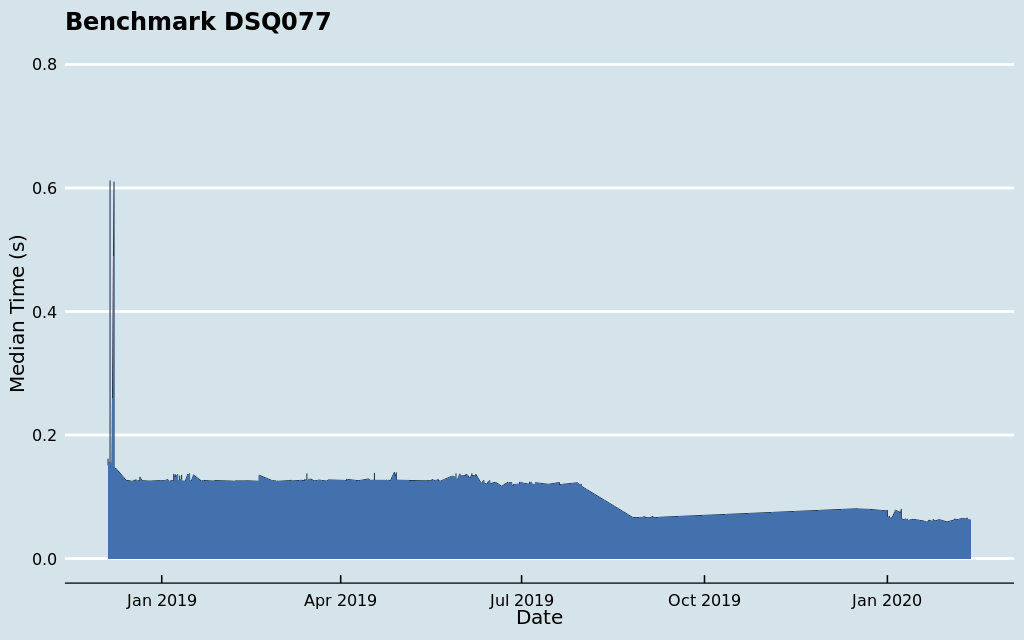 Benchmark DSQ077
0.8
0.6
0.4
0.2
0.0
Median Time (s)
Jan 2019
Apr 2019
Jul 2019
Oct 2019
Jan 2020
Date